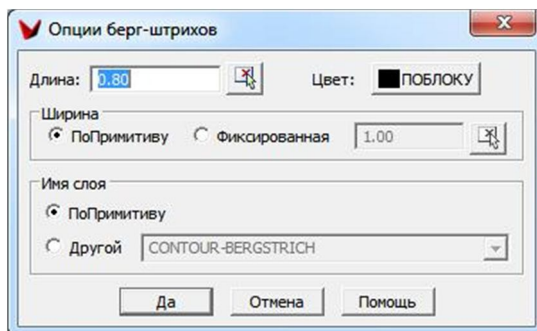 Опции берг-штрихов
Длина: 0.80 Цвет: ПОБЛОКУ
Ширина
ПоПримитиву Фиксированная 1.00
Имя слоя
ПоПримитиву
Другой CONTOUR-BERGSTRICH
Да Отмена Помощь